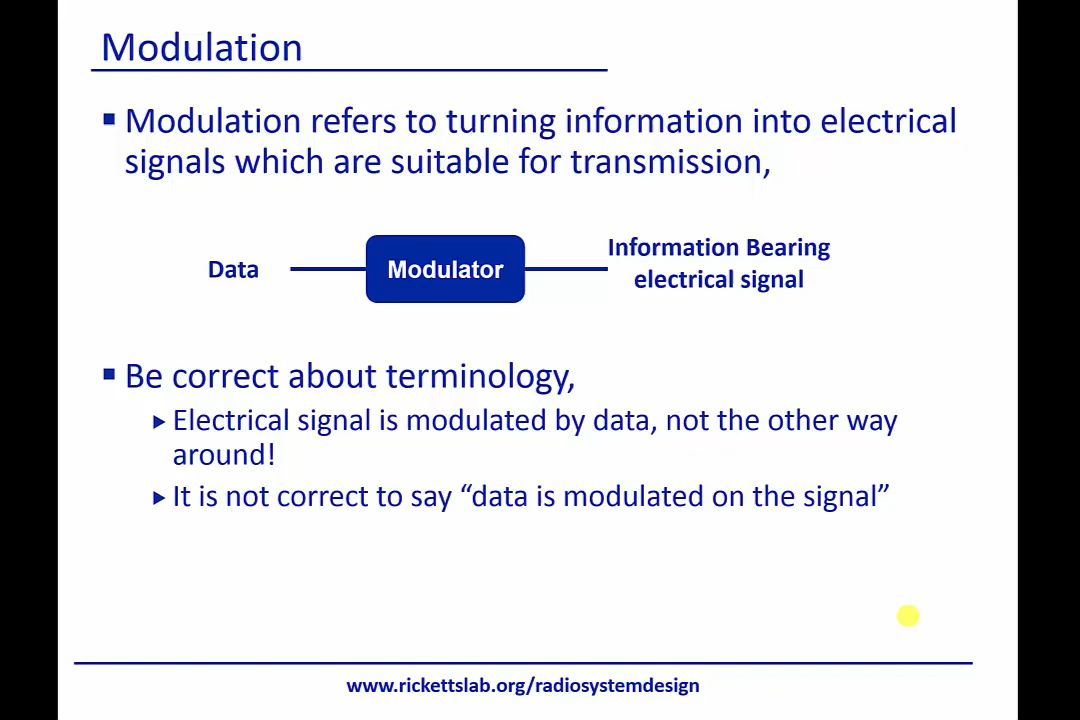 Modulation
Modulation refers to turning information into electrical
signals which are suitable for transmission,
Data
Modulator
Information Bearing
electrical signal
Be correct about terminology,
Electrical signal is modulated by data, not the other way
around!
It is not correct to say “data is modulated on the signal”
www.rickettslab.org/radiosystemdesign